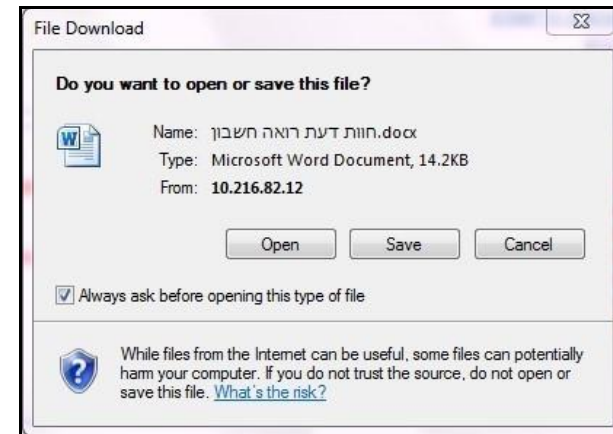 File Download
Do you want to open or save this file?
Name: חוות דעת רואה חשבון.docx
Type: Microsoft Word Document, 14.2KB
From: 10.216.82.12
Open Save Cancel
Always ask before opening this type of file
While files from the Internet can be useful, some files can potentially
harm your computer. If you do not trust the source, do not open or
save this file. What's the risk?